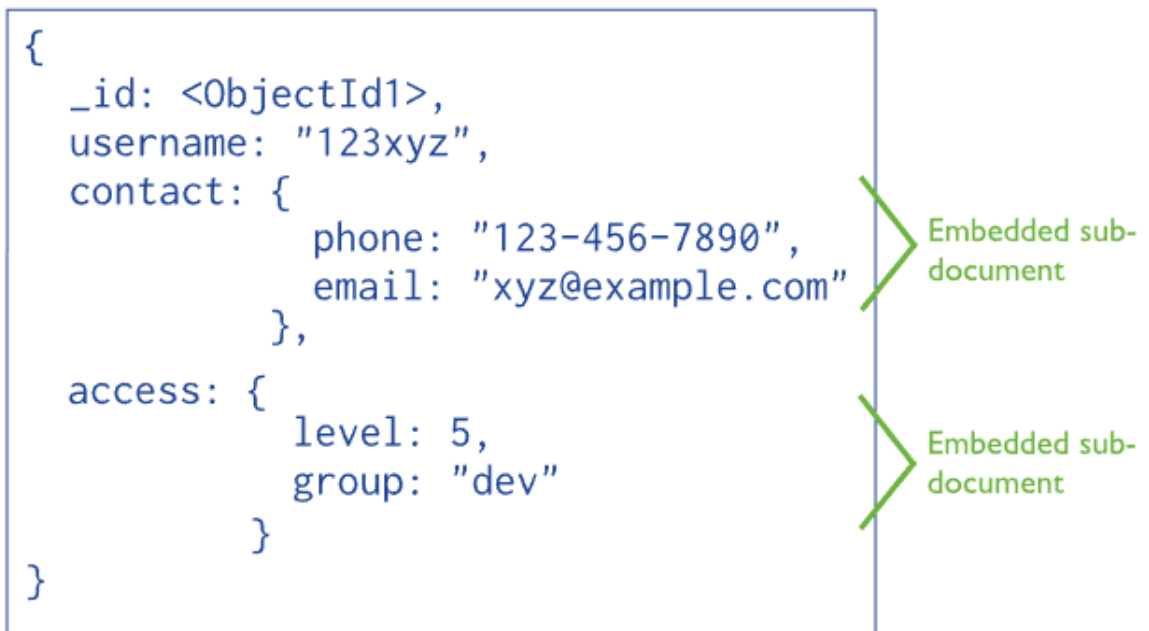 {
_id: <ObjectId1>,
username: "123xyz",
contact: {
phone: "123-456-7890",
email: "xyz@example.com"
},
Embedded sub-
document
access: {
level: 5,
group: "dev"
}
Embedded sub-
document
}